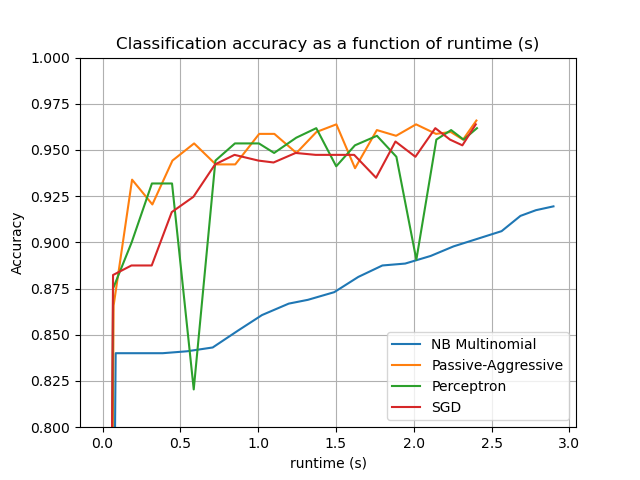 Classification accuracy as a function of runtime (s)
1.000
0.975
0.950
0.925
0.900
0.875
0.850
0.825
0.800
Accuracy
NB Multinomial
Passive-Aggressive
Perceptron
SGD
0.0 0.5 1.0 1.5 2.0 2.5 3.0
runtime (s)